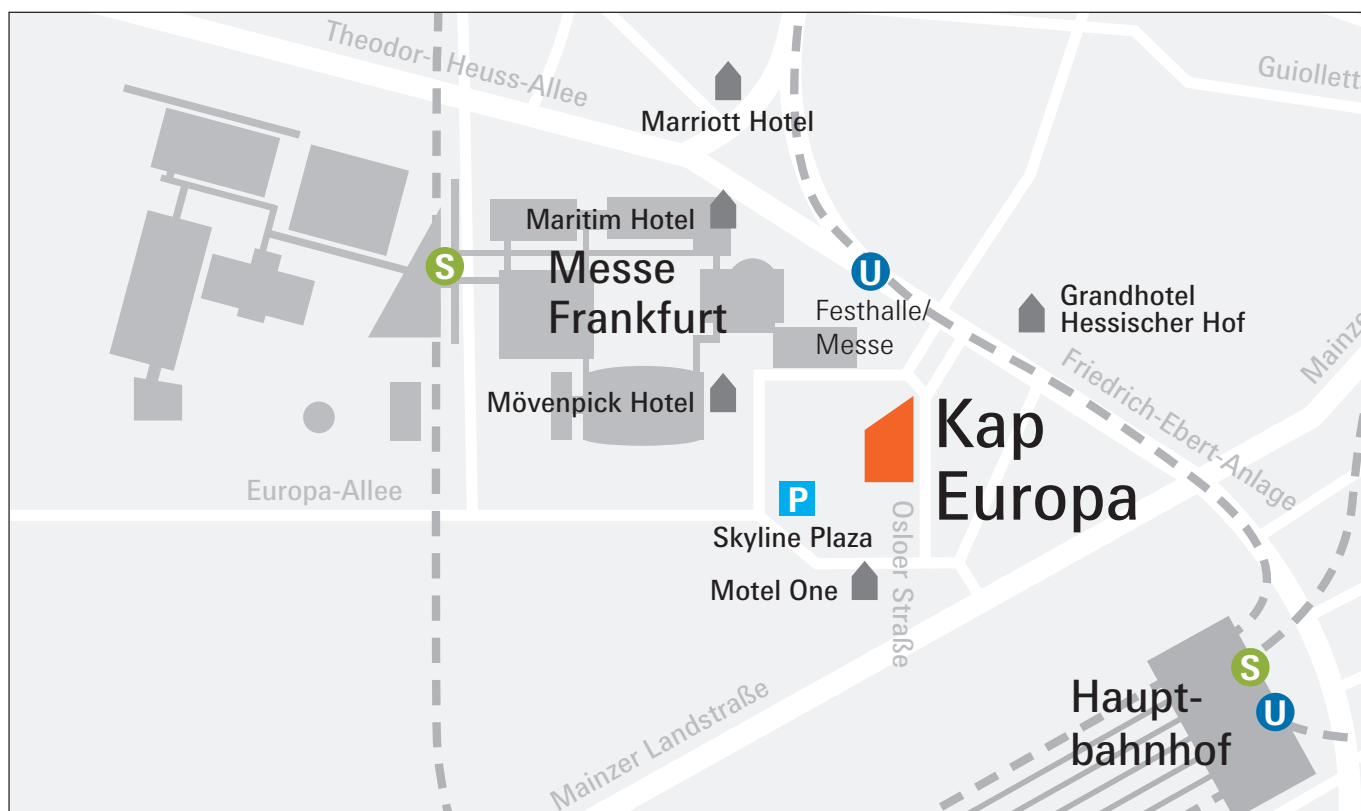 Theodor-Heuss-Allee
Guiollett
Marriott Hotel
Maritim Hotel
S
Messe
Frankfurt
U
Festhalle/
Messe
Grandhotel
Hessischer Hof
Mainze
Friedrich-Ebert-Anlage
Mövenpick Hotel
Kap
Europa
Europa-Allee
P
Skyline Plaza
Osloer Straße
Motel One
Mainzer Landstraße
S
Haupt-
bahnhof
U